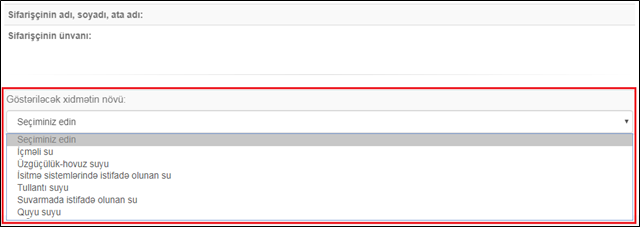 Sifarişçinin adı, soyadı, ata adı:
Sifarişçinin ünvanı:
Göstəriləcək xidmətin növü:
Seçiminiz edin
Seçiminiz edin
İçməli su
Üzgüçülük-hovuz suyu
İsitmə sistemlərində istifadə olunan su
Tullantı suyu
Suvarmada istifadə olunan su
Quyu suyu